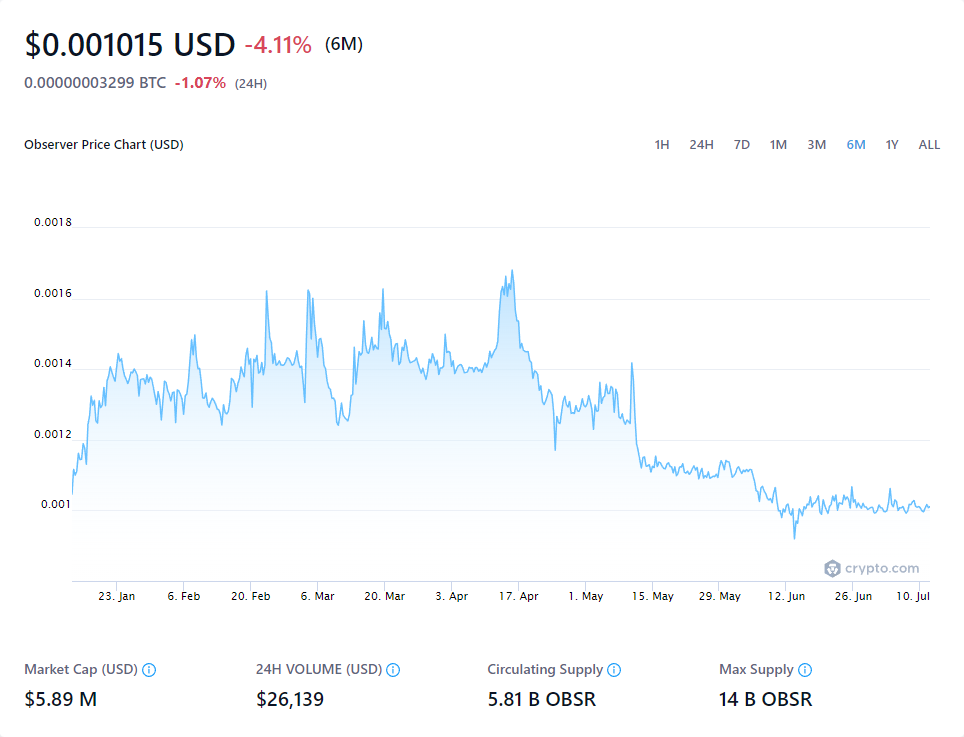 $0.001015 USD -4.11% (6M)
0.00000003299 BTC -1.07% (24H)
Observer Price Chart (USD) 1H 24H 7D 1M 3M 6M 1Y ALL
0.0018
0.0016
0.0014
0.0012
0.001
crypto.com
23. Jan 6. Feb 20. Feb 6. Mar 20. Mar 3. Apr 17. Apr 1. May 15. May 29. May 12. Jun 26. Jun 10. Jul
Market Cap (USD) 24H VOLUME (USD) Circulating Supply Max Supply
$5.89 M $26,139 5.81 B OBSR 14 B OBSR